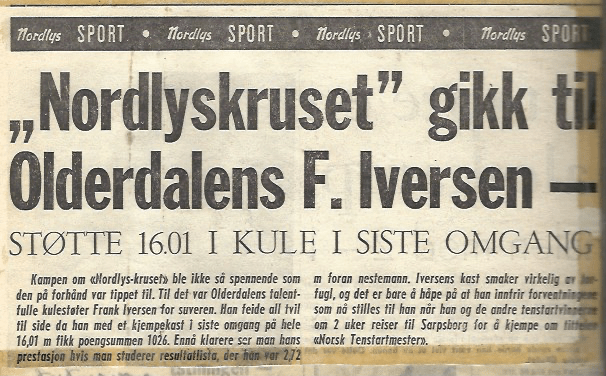 Nordlys SPORT • Nordlys SPORT • Nordlys SPORT • Nordlys SPORT
„Nordlyskruset” gikk til
Olderdalens F. Iversen —
STØTTE 16.01 I KULE I SISTE OMGANG
Kampen om «Nordlys-kruset» ble ikke så spennende som
den på forhånd var tippet til. Til det var Olderdalens talent-
fulle kulestøter Frank Iversen for suveren. Han feide all tvil
til side da han med et kjempekast i siste omgang på hele
16,01 m fikk poengsummen 1026. Ennå klarere ser man hans
prestasjon hvis man studerer resultatlista, der han var 2,72
m foran nestemann. Iversens kast smaker virkelig av
fugl, og det er bare å håpe på at han innfrir forventningene
som nå stilles til han når han og de andre tenstartvinnerne
om 2 uker reiser til Sarpsborg for å kjempe om tittelen
«Norsk Tenstartmester».